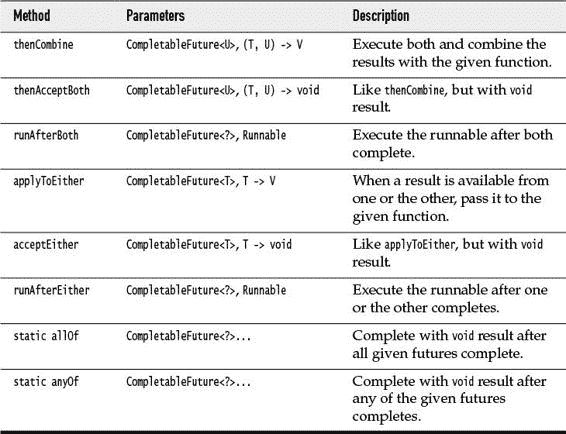 Method Parameters Description
thenCombine CompletableFuture<U>, (T, U) -> V Execute both and combine the
results with the given function.
thenAcceptBoth CompletableFuture<U>, (T, U) -> void Like thenCombine, but with void
result.
runAfterBoth CompletableFuture<?>, Runnable Execute the runnable after both
complete.
applyToEither CompletableFuture<T>, T -> V When a result is available from
one or the other, pass it to the
given function.
acceptEither CompletableFuture<T>, T -> void Like applyToEither, but with void
result.
runAfterEither CompletableFuture<?>, Runnable Execute the runnable after one
or the other completes.
static allOf CompletableFuture<?>... Complete with void result after
all given futures complete.
static anyOf CompletableFuture<?>... Complete with void result after
any of the given futures
completes.